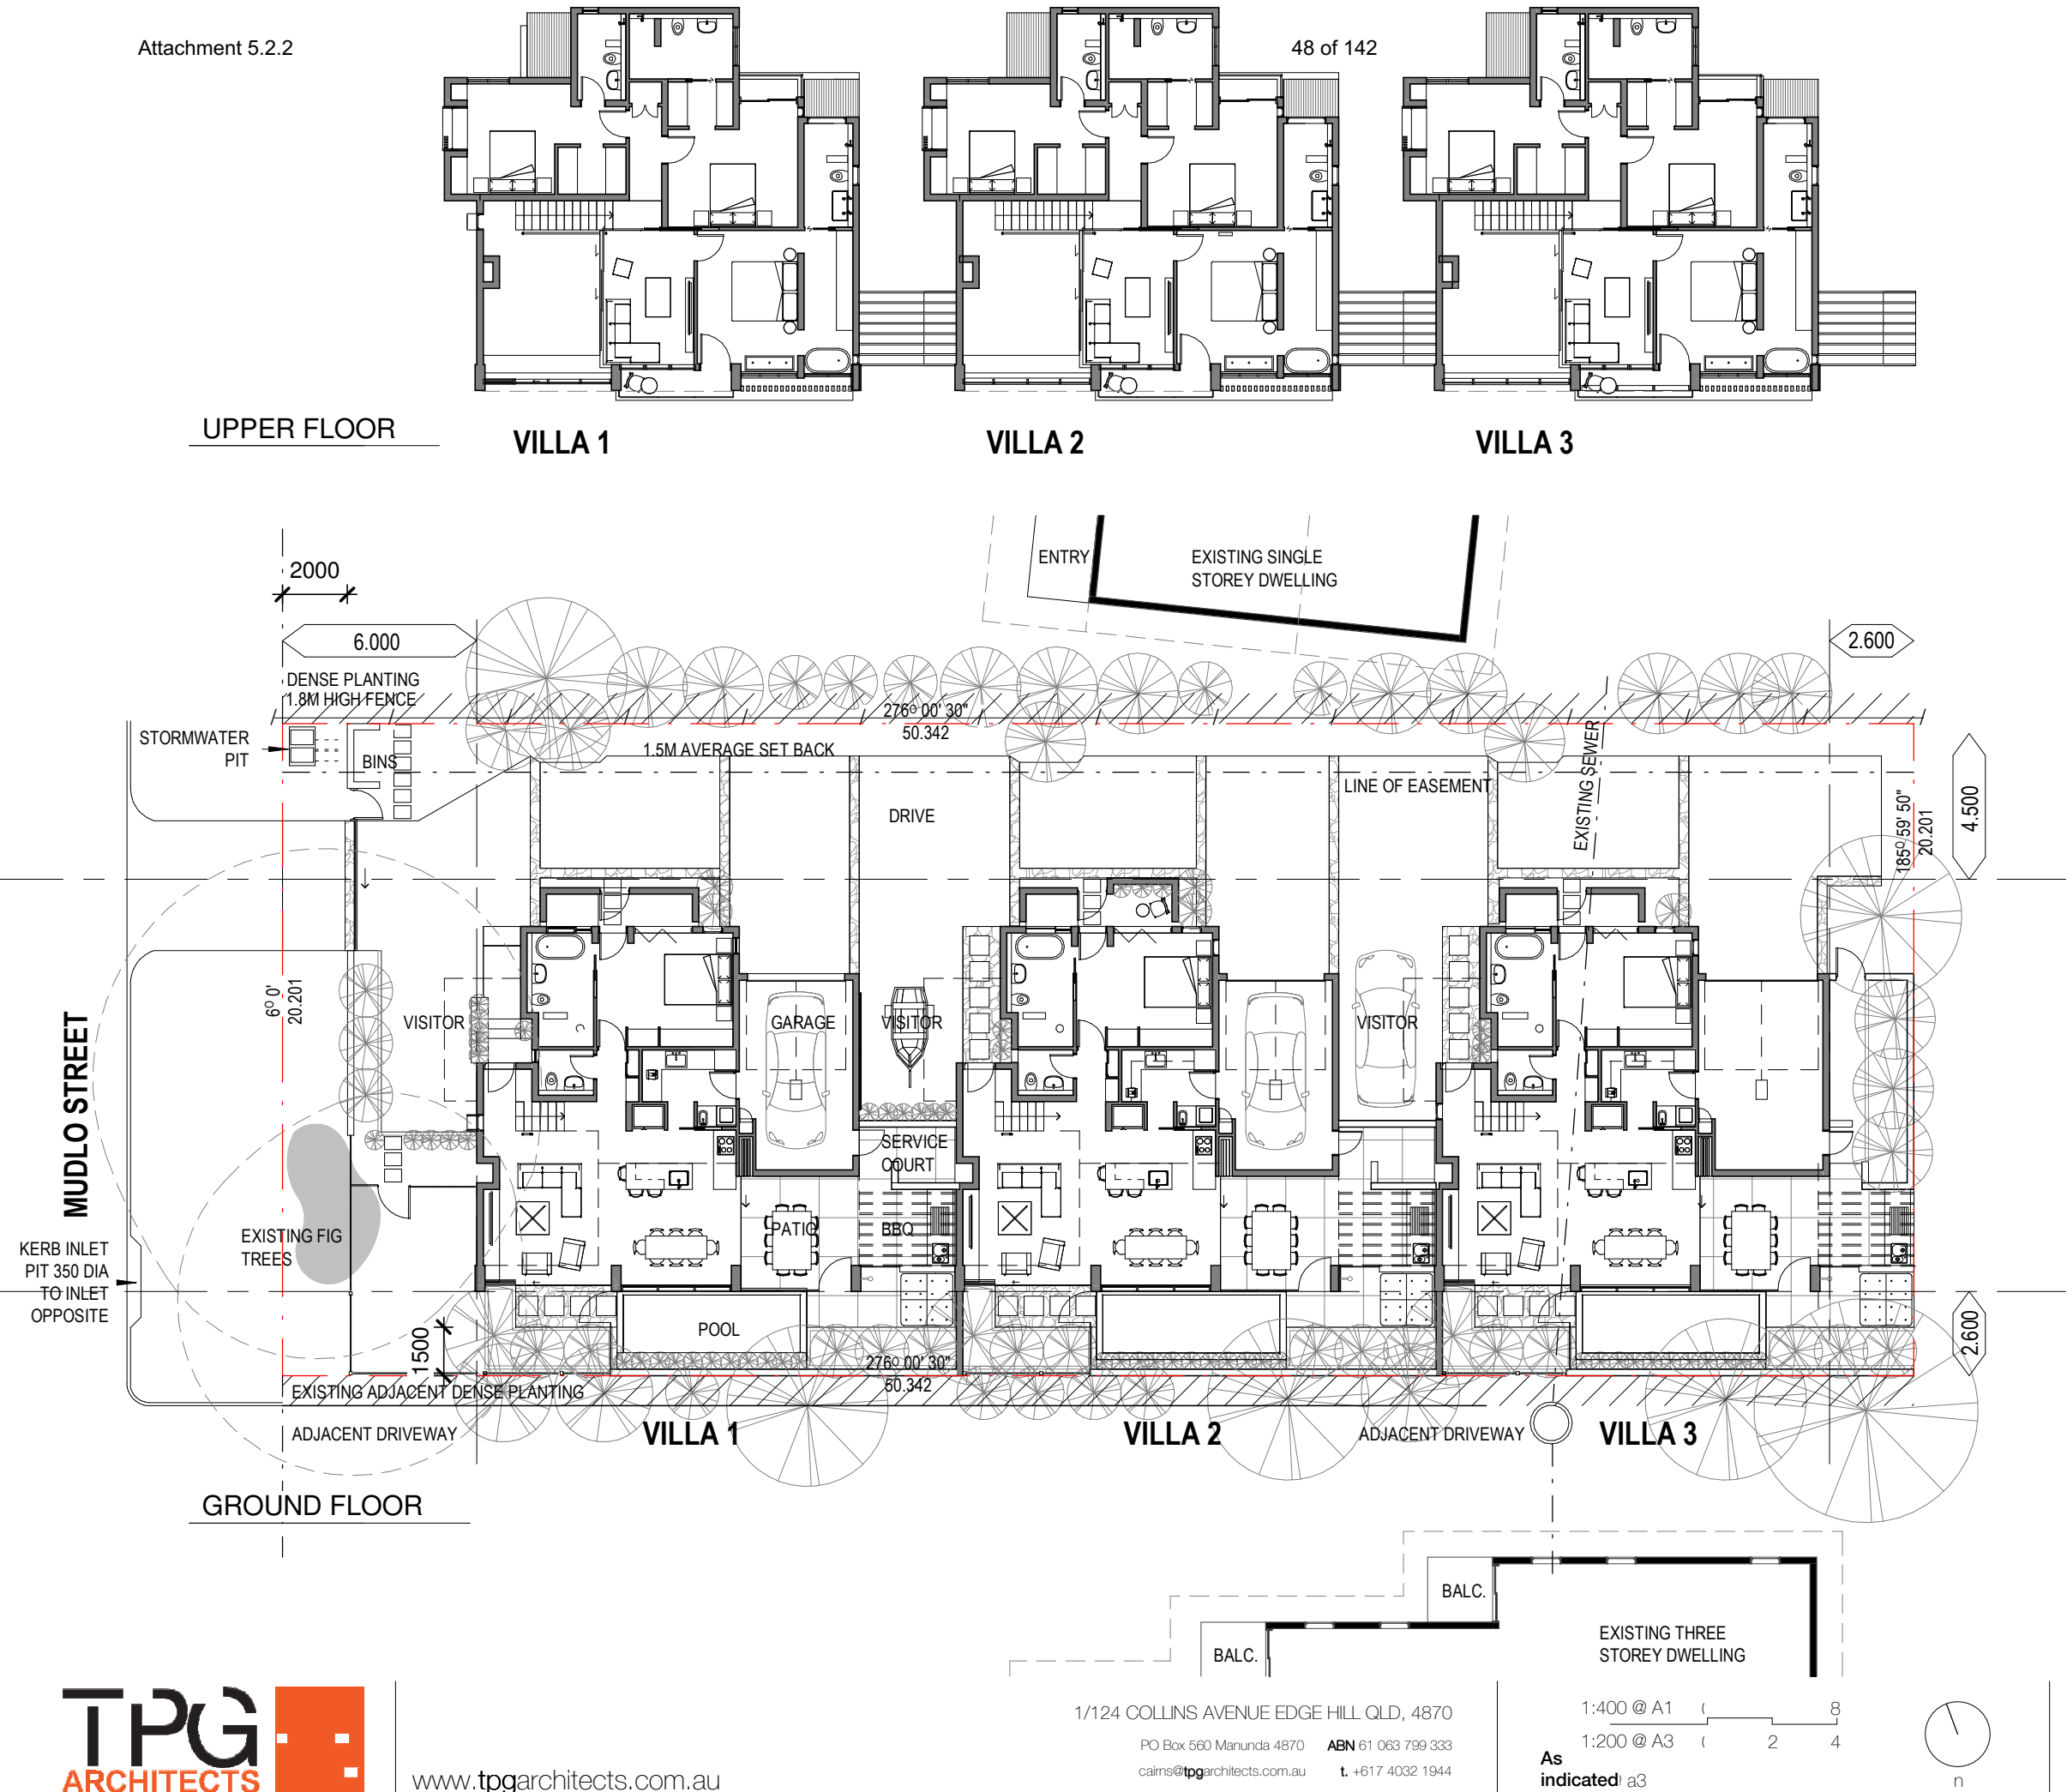 Attachment 5.2.2
48 of 142
UPPER FLOOR
VILLA 1
VILLA 2
VILLA 3
2000
6.000
DENSE PLANTING
1.8M HIGH FENCE
ENTRY
EXISTING SINGLE
STOREY DWELLING
2.600
276° 00' 30"
50.342
STORMWATER
PIT
BINS
1.5M AVERAGE SET BACK
DRIVE
LINE OF EASEMENT
EXISTING SEWER
185° 59' 50"
20.201
4.500
6° 0'
20.201
MUDLO STREET
VISITOR
GARAGE
VISITOR
VISITOR
SERVICE
COURT
PATIO
BBQ
EXISTING FIG
TREES
KERB INLET
PIT 350 DIA
TO INLET
OPPOSITE
POOL
1500
2.600
276° 00' 30"
50.342
EXISTING ADJACENT DENSE PLANTING
ADJACENT DRIVEWAY
VILLA 1
VILLA 2
ADJACENT DRIVEWAY
VILLA 3
GROUND FLOOR
BALC.
BALC.
EXISTING THREE
STOREY DWELLING
TPG
ARCHITECTS
www.tpgarchitects.com.au
1/124 COLLINS AVENUE EDGE HILL QLD, 4870
PO Box 560 Manunda 4870 ABN 61 063 799 333
cairns@tpgarchitects.com.au t. +617 4032 1944
1:400 @ A1 8
1:200 @ A3 2 4
As
indicated a3
n